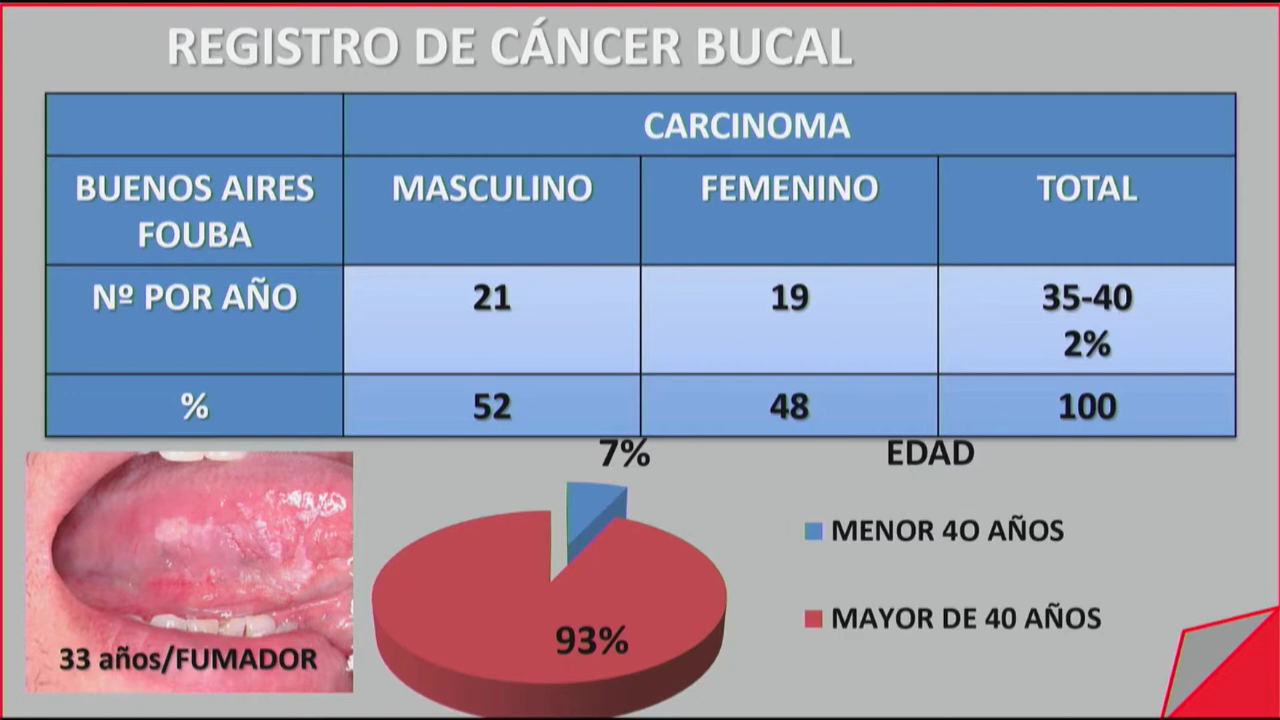 REGISTRO DE CÁNCER BUCAL
CARCINOMA
BUENOS AIRES
FOUBA
MASCULINO
FEMENINO
TOTAL
Nº POR AÑO
21
19
35-40
2%
%
52
48
100
7%
EDAD
MENOR 4O AÑOS
MAYOR DE 40 AÑOS
93%
33 años/FUMADOR